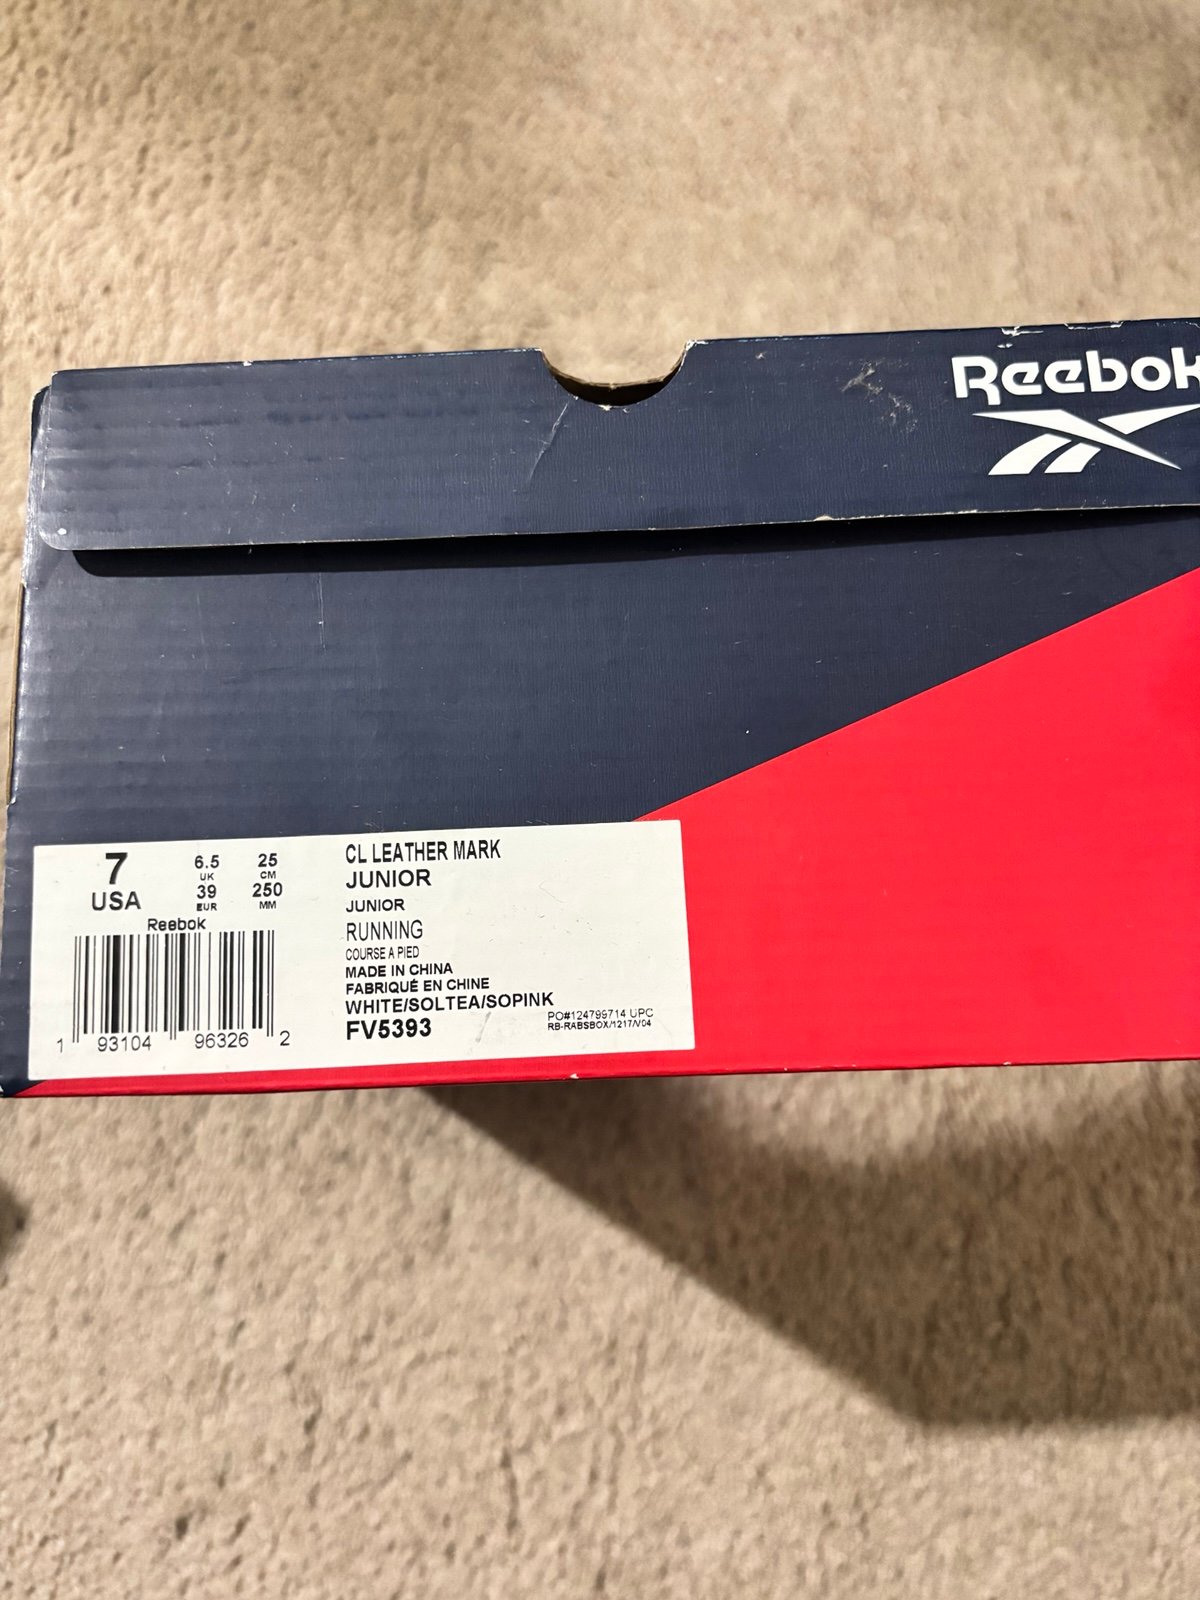 Reebok
7
USA
6.5
UK
39
EUR
25
CM
250
MM
Reebok
1 93104 96326 2
CL LEATHER MARK
JUNIOR
JUNIOR
RUNNING
COURSE A PIED
MADE IN CHINA
FABRIQUÉ EN CHINE
WHITE/SOLTEA/SOPINK
FV5393
PO#124799714 UPC
RB-RABSBOX/1217/V04